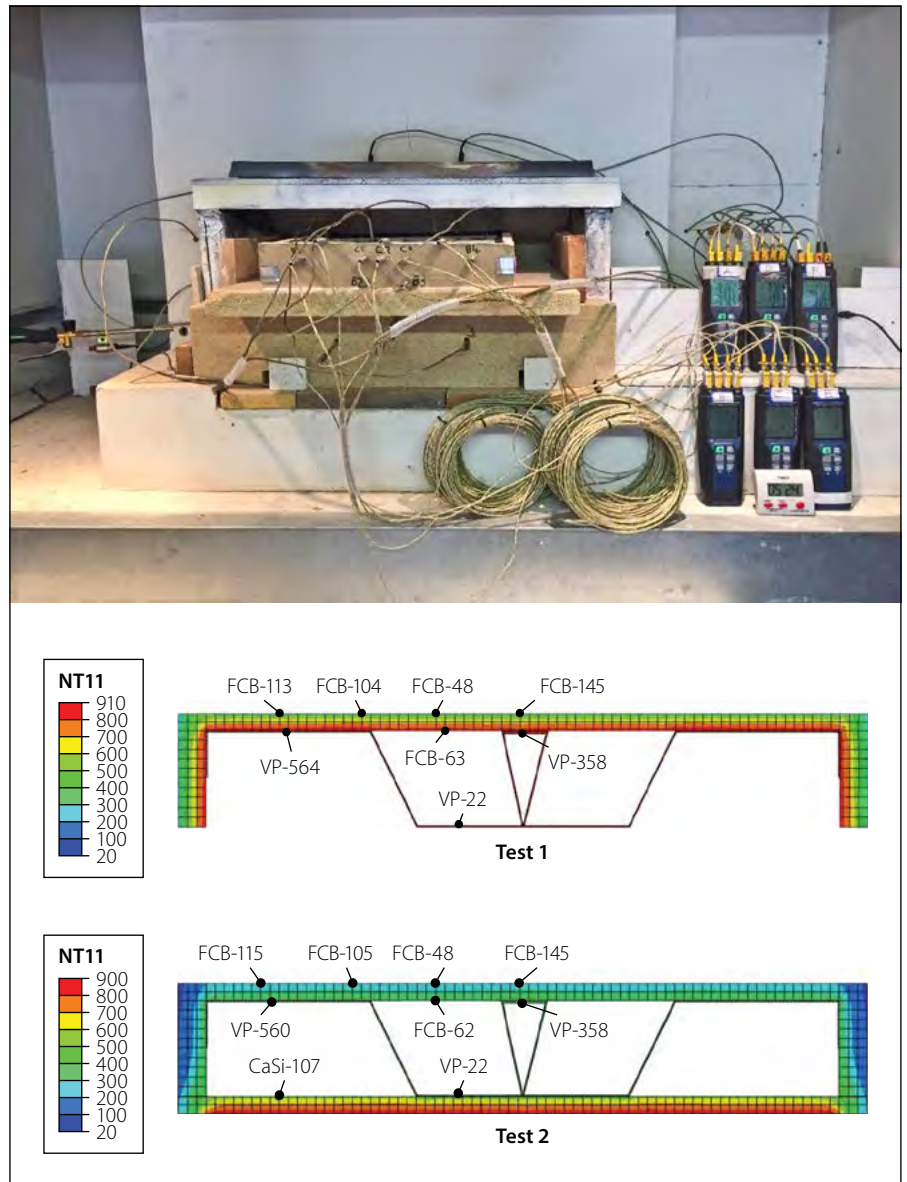 B4
NT11
910
800
700
600
500
400
300
200
100
20
FCB-113 FCB-104 FCB-48 FCB-145
VP-564 FCB-63 VP-358
VP-22
Test 1
NT11
900
800
700
600
500
400
300
200
100
20
FCB-115 FCB-105 FCB-48 FCB-145
VP-560 FCB-62 VP-358
CaSi-107 VP-22
Test 2